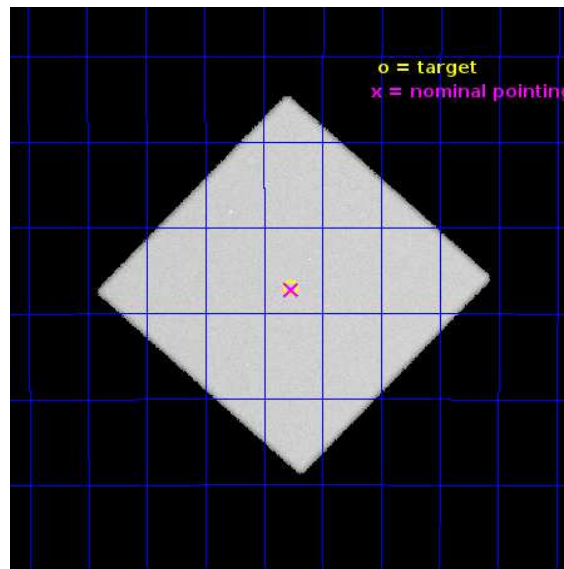 o = target
x = nominal pointing